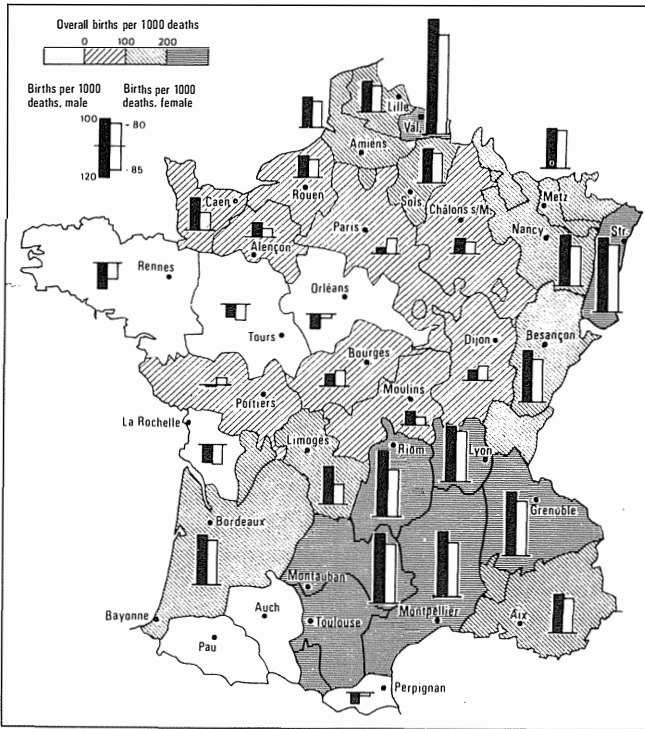 Overall births per 1000 deaths
0 100 200
Births per 1000 deaths, male
Births per 1000 deaths, female
100
80
85
120
Lille
Val.
Amiens
Rouen
Caen
Sois
Metz
Châlons s/M
Paris
Nancy
Str.
Alençon
Rennes
Orléans
Tours
Dijon
Besançon
Bourges
Moulins
Poitiers
La Rochelle
Limoges
Riom
Lyon
Grenoble
Bordeaux
Montauban
Bayonne
Auch
Toulouse
Montpellier
Aix
Pau
Perpignan